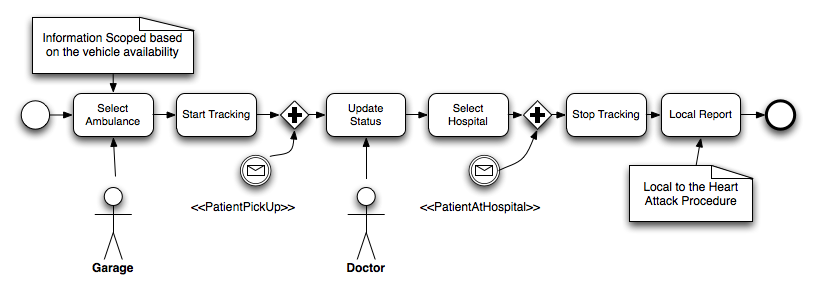 Information Scoped based
on the vehicle availability
Select
Ambulance
Start Tracking
Update
Status
Select
Hospital
Stop Tracking
Local Report
<<PatientPickUp>>
<<PatientAtHospital>>
Local to the Heart
Attack Procedure
Garage
Doctor